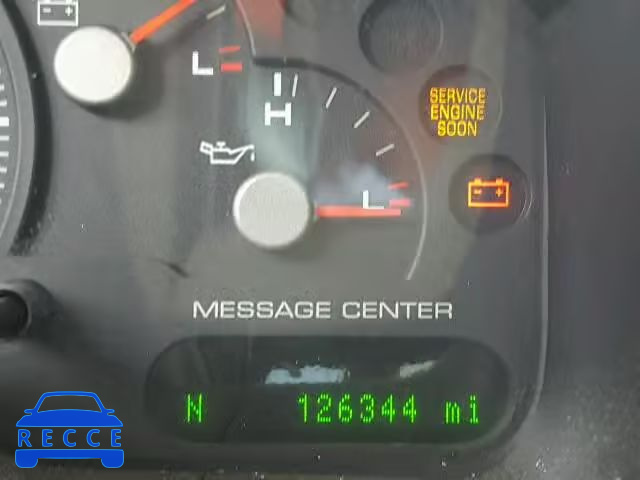 L
H
SERVICE
ENGINE
SOON
L
MESSAGE CENTER
N 126344 mi
RECCE